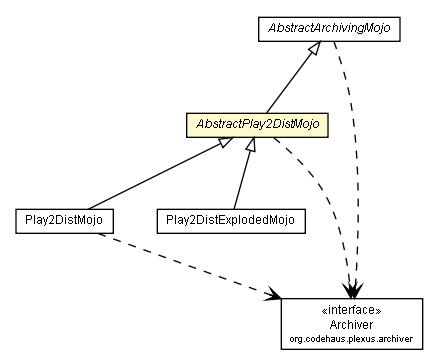 AbstractArchivingMojo
AbstractPlay2DistMojo
Play2DistMojo
Play2DistExplodedMojo
«interface»
Archiver
org.codehaus.plexus.archiver